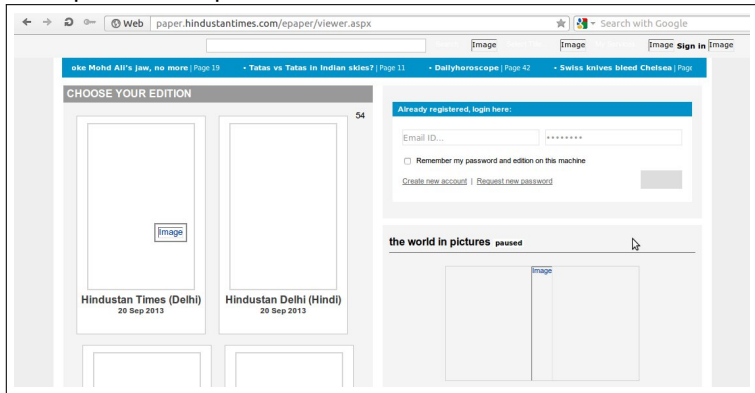 Web paper.hindustantimes.com/epaper/viewer.aspx Search with Google
Image Image Image Sign in Image
oke Mohd Ali's jaw, no more | Page 19 • Tatas vs Tatas in Indian skies? | Page 11 • Dailyhoroscope | Page 42 • Swiss knives bleed Chelsea | Page
CHOOSE YOUR EDITION
54
Image
Hindustan Times (Delhi)
20 Sep 2013
Hindustan Delhi (Hindi)
20 Sep 2013
Already registered, login here:
Email ID... ••••••••
Remember my password and edition on this machine
Create new account | Request new password
the world in pictures paused
Image